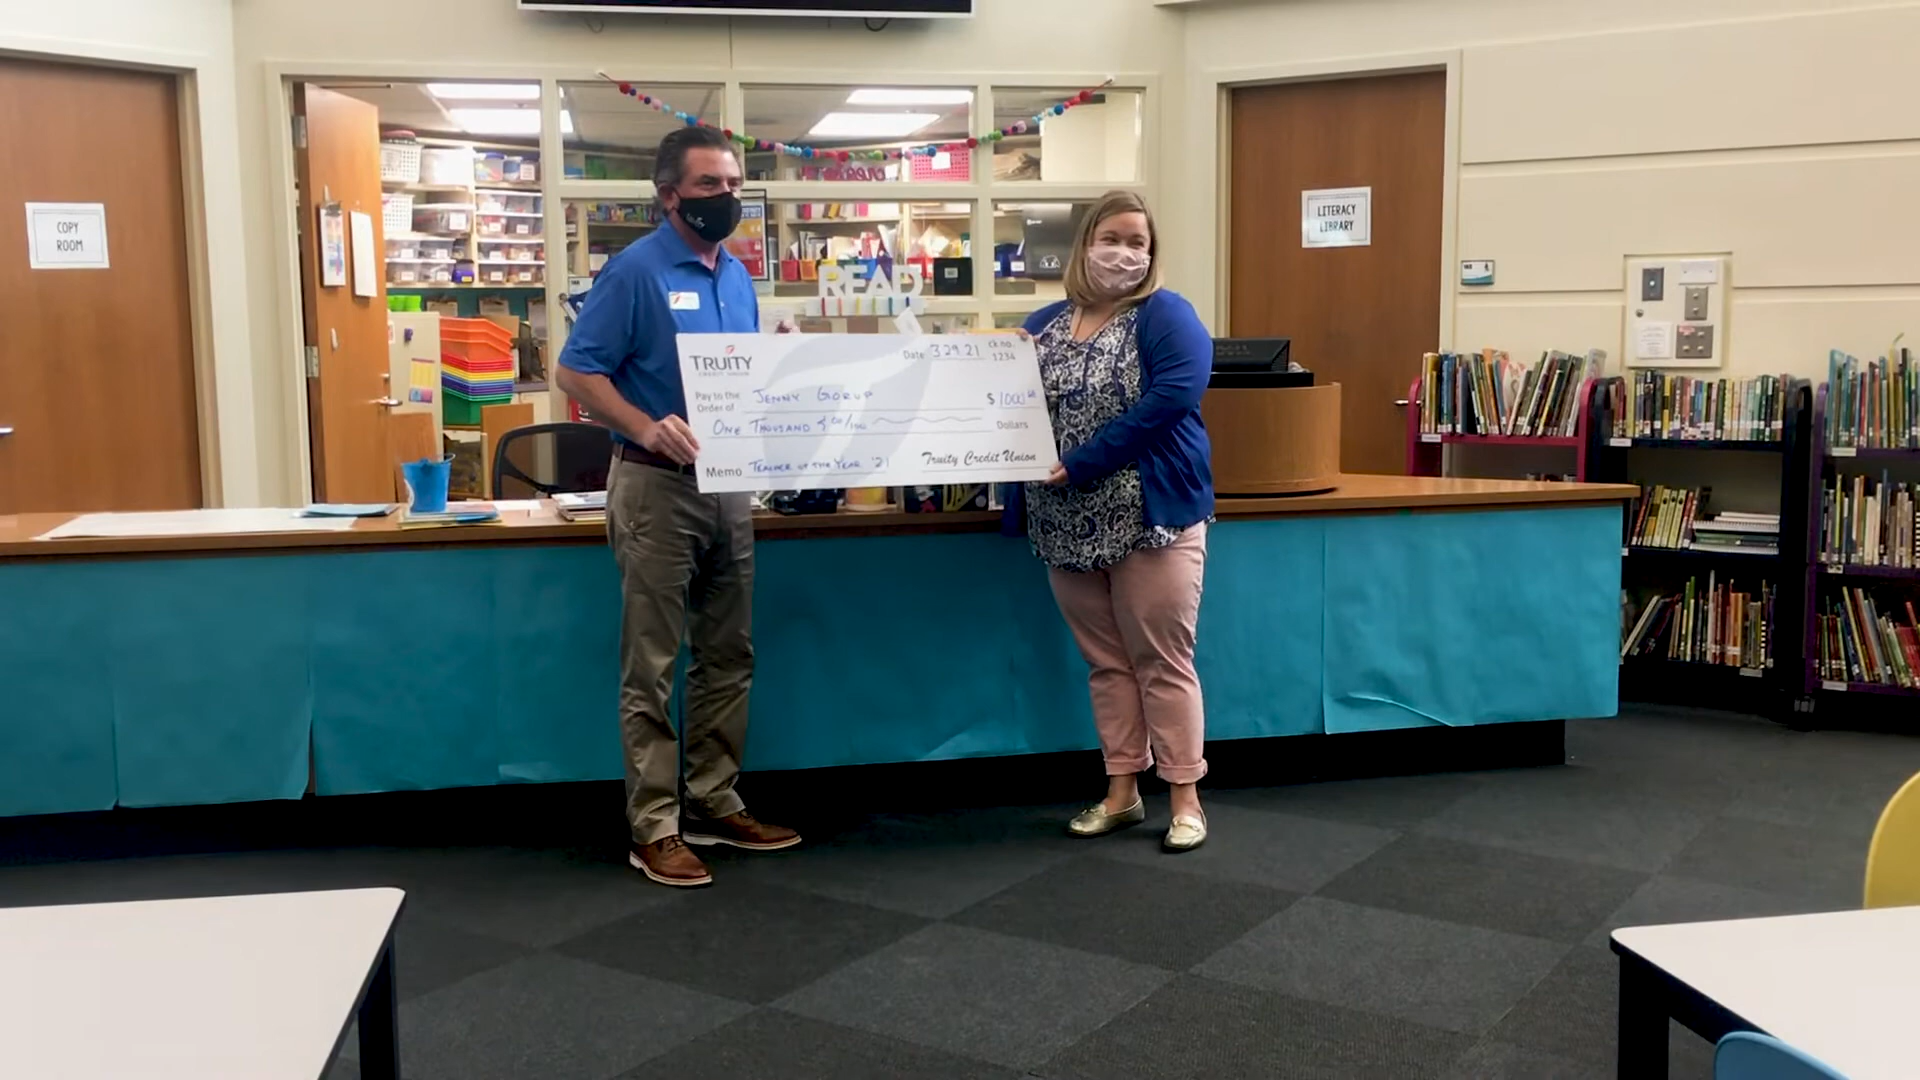 COPY
ROOM
LITERACY
LIBRARY
READ
TRUITY
CREDIT UNION
Date 3 29 21
ck no.
1234
Pay to the
Order of
JENNY GORUP
$ 1000
ONE THOUSAND & 00/100
Dollars
Memo TEACHER OF THE YEAR '21
Truity Credit Union
DELL